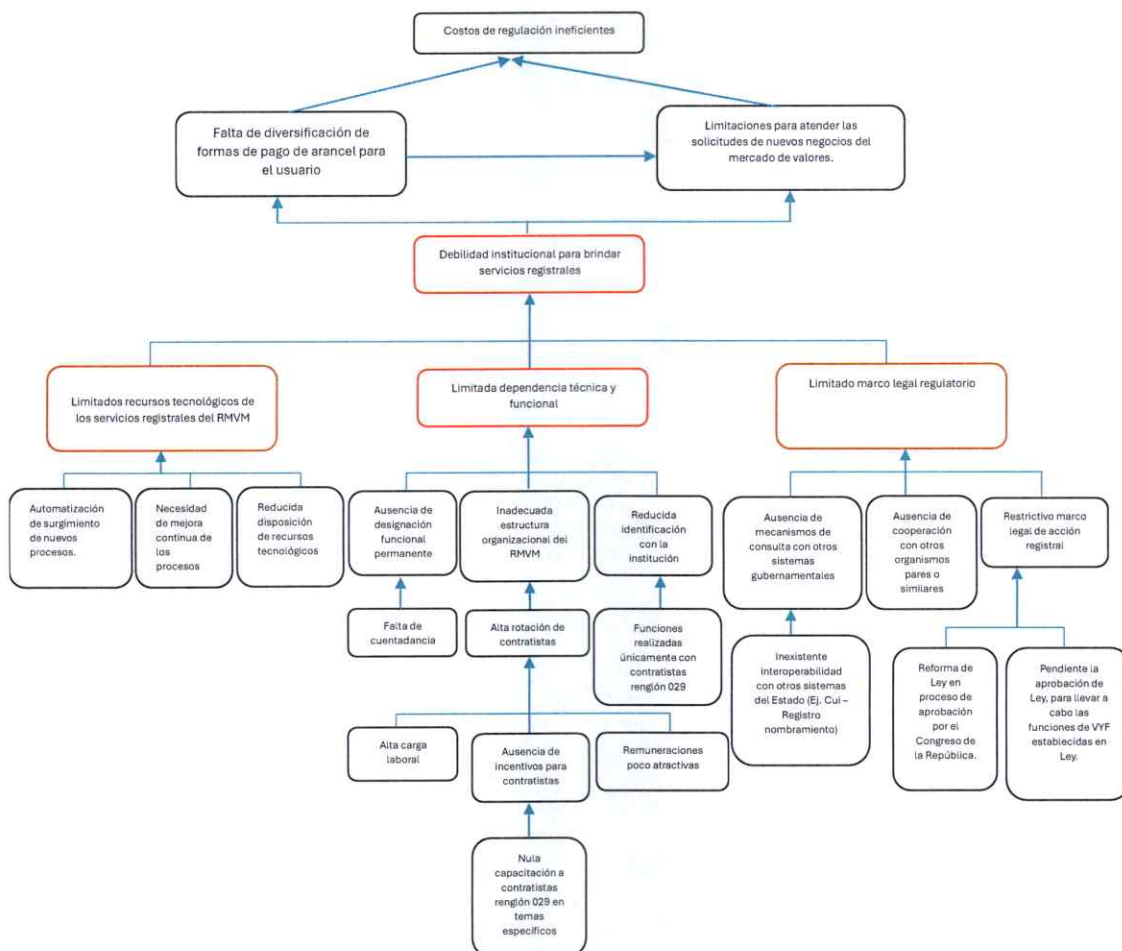 Costos de regulación ineficientes
Falta de diversificación de
formas de pago de arancel para
el usuario
Limitaciones para atender las
solicitudes de nuevos negocios del
mercado de valores.
Debilidad institucional para brindar
servicios registrales
Limitados recursos tecnológicos de
los servicios registrales del RMVM
Limitada dependencia técnica y
funcional
Limitado marco legal regulatorio
Automatización
de surgimiento
de nuevos
procesos.
Necesidad
de mejora
continua de
los
procesos
Reducida
disposición
de recursos
tecnológicos
Ausencia de
designación
funcional
permanente
Inadecuada
estructura
organizacional del
RMVM
Reducida
identificación
con la
institución
Ausencia de
mecanismos de
consulta con otros
sistemas
gubernamentales
Ausencia de
cooperación
con otros
organismos
pares o
similares
Restrictivo marco
legal de acción
registral
Falta de
cuentadancia
Alta rotación de
contratistas
Funciones
realizadas
únicamente con
contratistas
renglón 029
Inexistente
interoperabilidad
con otros sistemas
del Estado (Ej. Cui –
Registro
nombramiento)
Reforma de
Ley en
proceso de
aprobación
por el
Congreso de
la República.
Pendiente la
aprobación de
Ley, para llevar a
cabo las
funciones de VYF
establecidas en
Ley.
Alta carga
laboral
Ausencia de
incentivos para
contratistas
Remuneraciones
poco atractivas
Nula
capacitación a
contratistas
renglón 029 en
temas
específicos